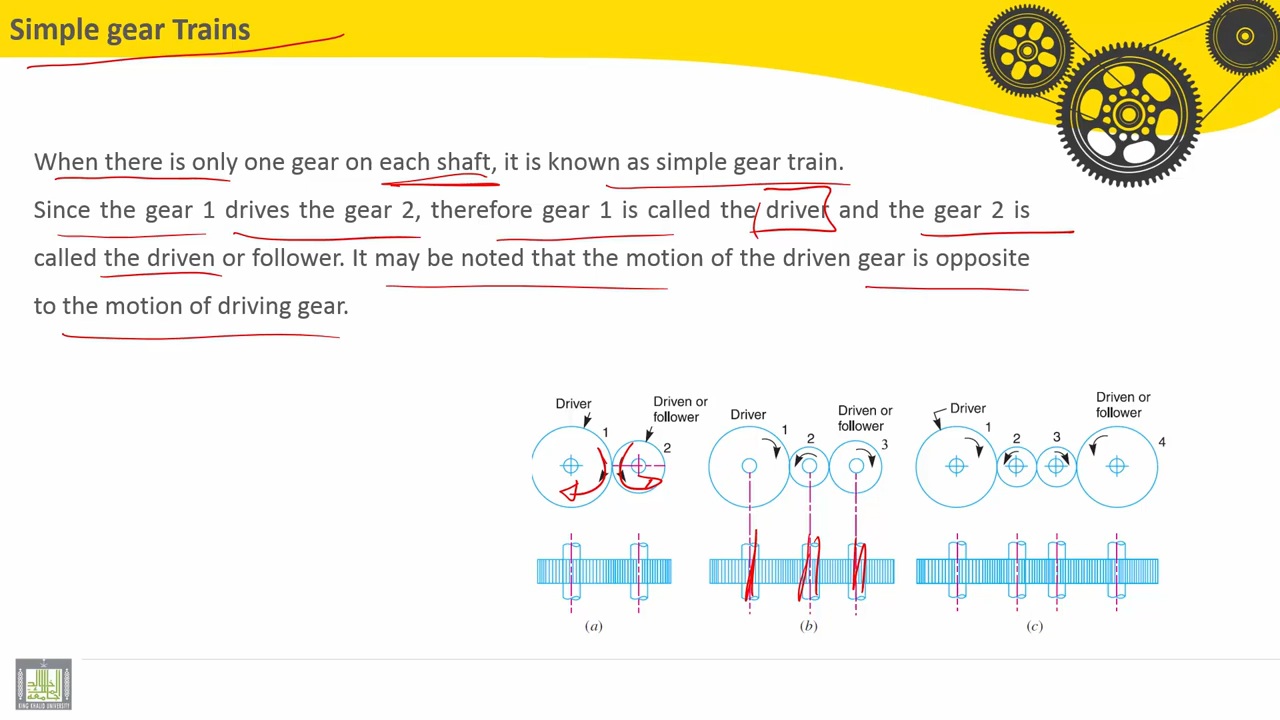 Simple gear Trains
When there is only one gear on each shaft, it is known as simple gear train.
Since the gear 1 drives the gear 2, therefore gear 1 is called the driver and the gear 2 is
called the driven or follower. It may be noted that the motion of the driven gear is opposite
to the motion of driving gear.
Driver
Driven or
follower
1
2
(a)
Driver
Driven or
follower
1
2
3
(b)
Driver
Driven or
follower
1
2
3
4
(c)
KING KHALID UNIVERSITY